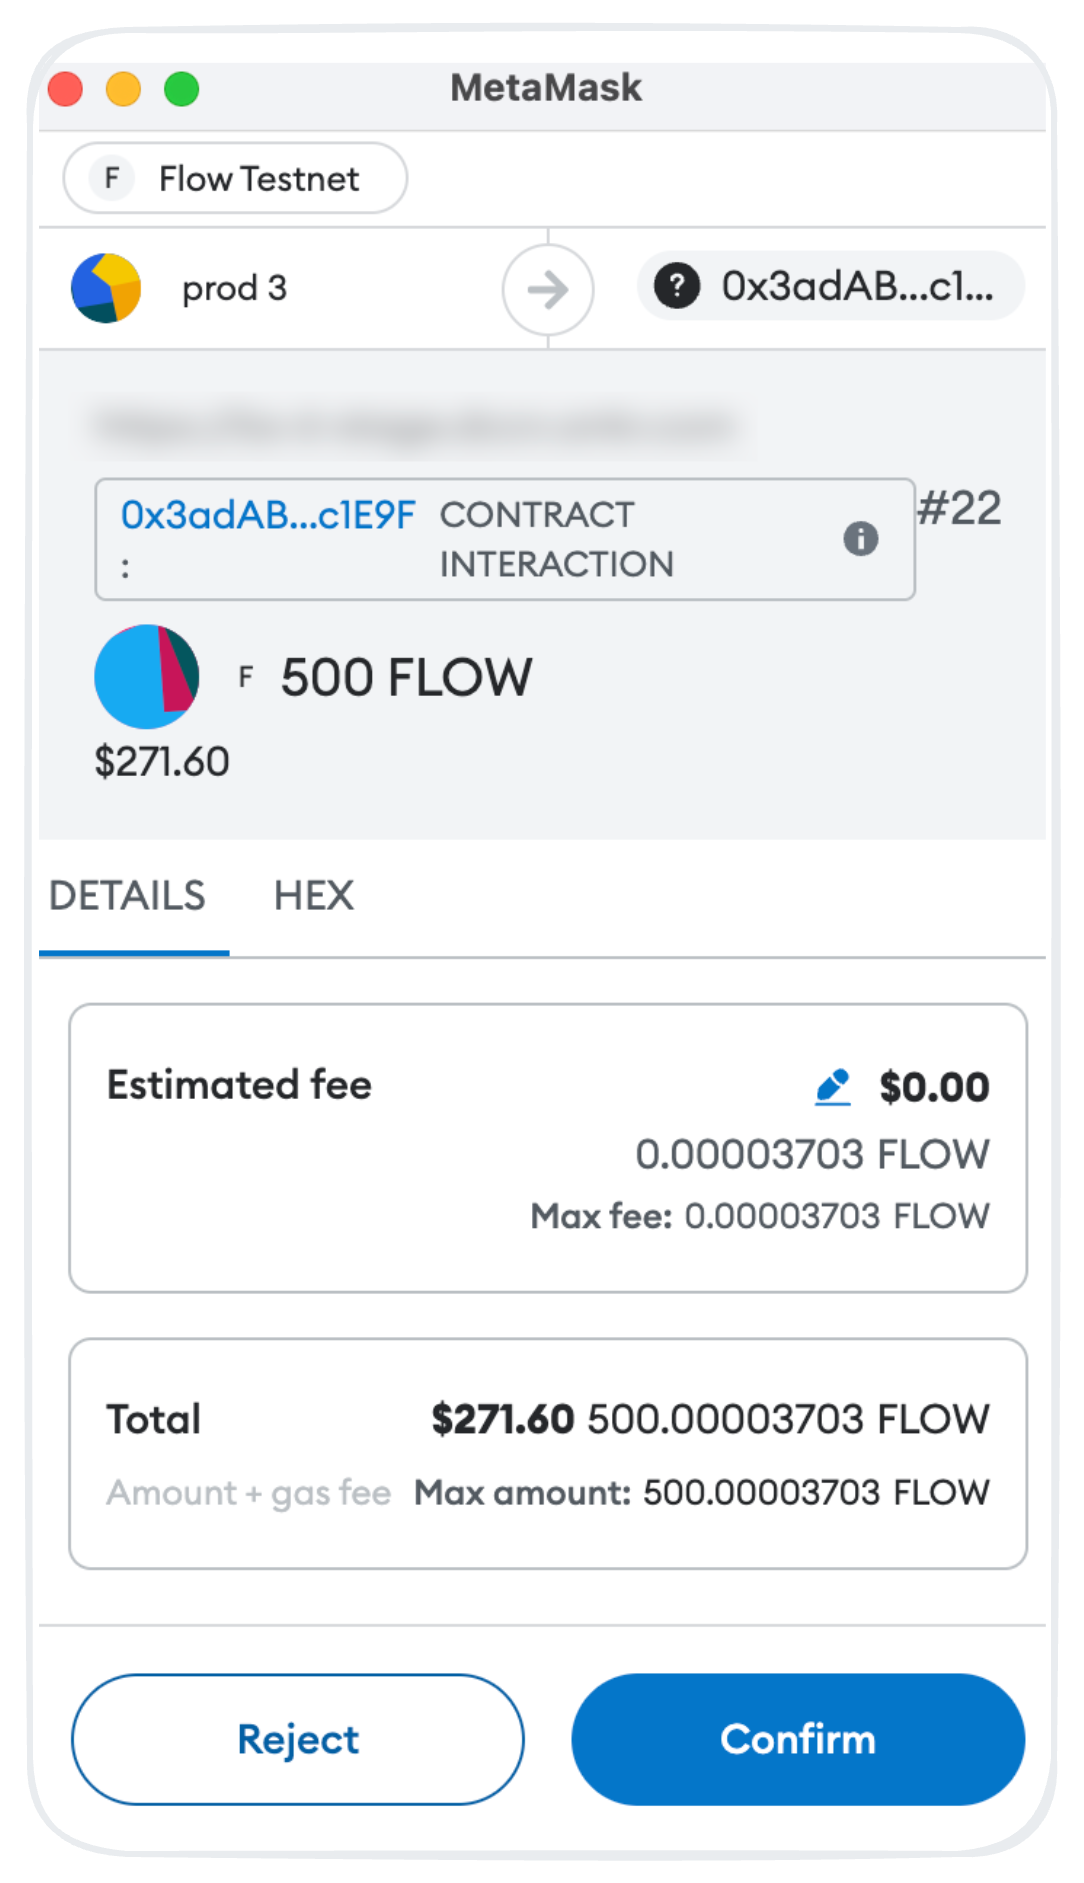 MetaMask
F Flow Testnet
prod 3
? 0x3adAB...c1...
0x3adAB...c1E9F CONTRACT
: INTERACTION
#22
F 500 FLOW
$271.60
DETAILS HEX
Estimated fee $0.00
0.00003703 FLOW
Max fee: 0.00003703 FLOW
Total $271.60 500.00003703 FLOW
Amount + gas fee Max amount: 500.00003703 FLOW
Reject Confirm